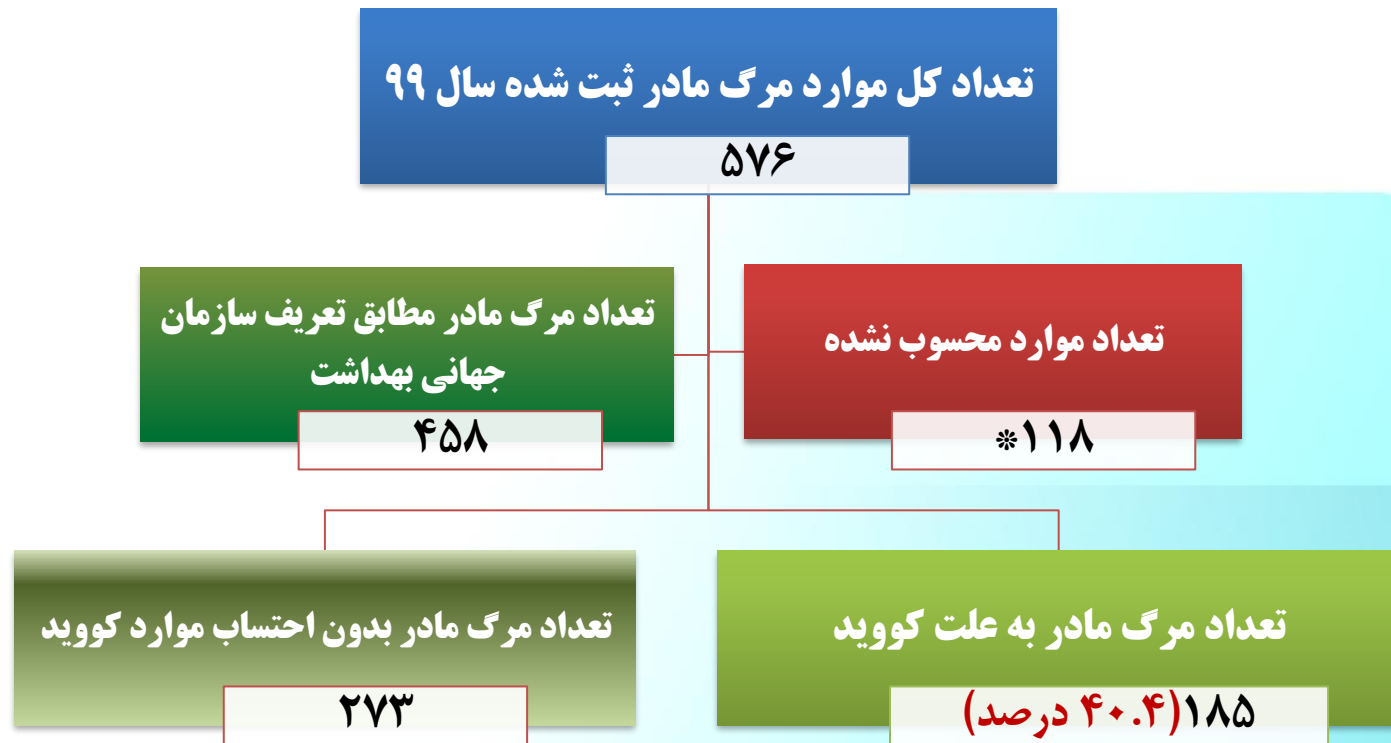 تعداد کل موارد مرگ مادر ثبت شده سال ۹۹
۵۷۶
تعداد موارد محسوب نشده
۱۱۸*
تعداد مرگ مادر مطابق تعریف سازمان
جهانی بهداشت
۴۵۸
تعداد مرگ مادر به علت کووید
۱۸۵(۴۰.۴ درصد)
تعداد مرگ مادر بدون احتساب موارد کووید
۲۷۳